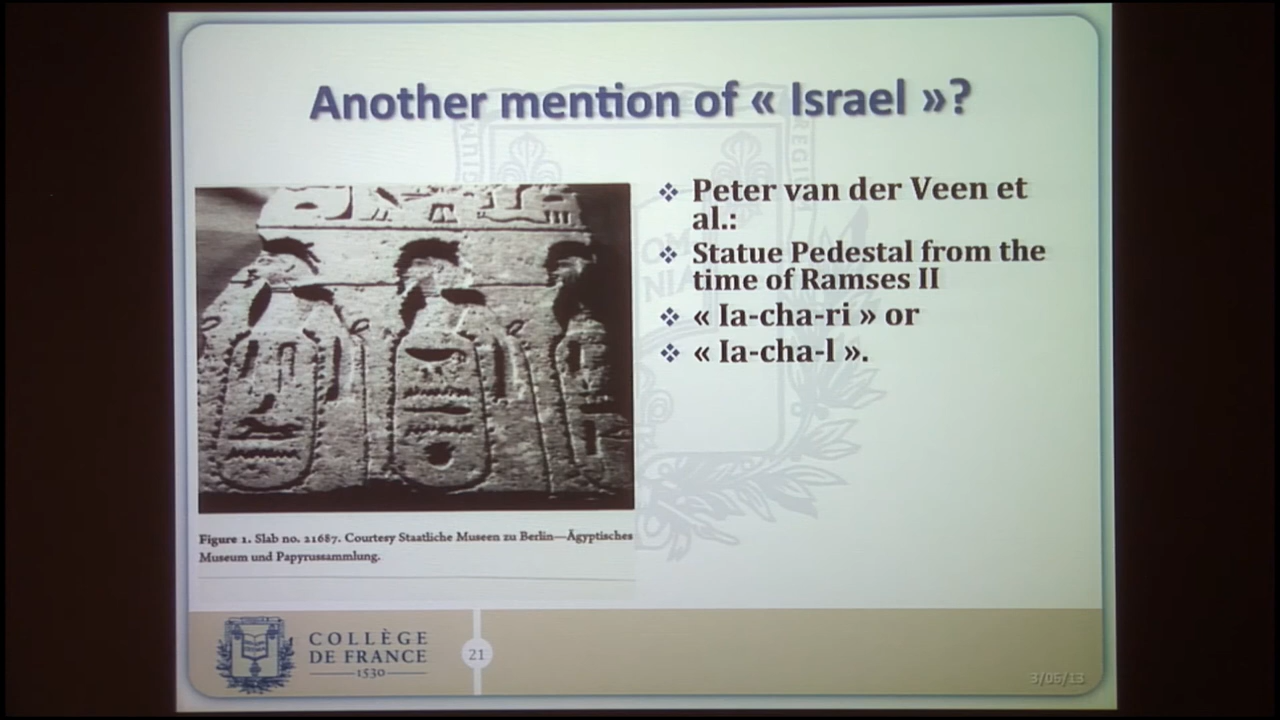 Another mention of « Israel »?
Peter van der Veen et
al.:
Statue Pedestal from the
time of Ramses II
« Ia-cha-ri » or
« Ia-cha-l ».
Figure 1. Slab no. 21687. Courtesy Staatliche Museen zu Berlin—Ägyptisches
Museum und Papyrussammlung.
COLLÈGE
DE FRANCE
1530
21
3/06/13